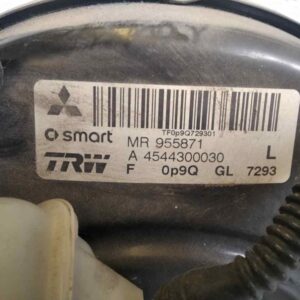 TF0p9Q729301
smart MR 955871
TRW A 4544300030 L
F 0p9Q GL 7293